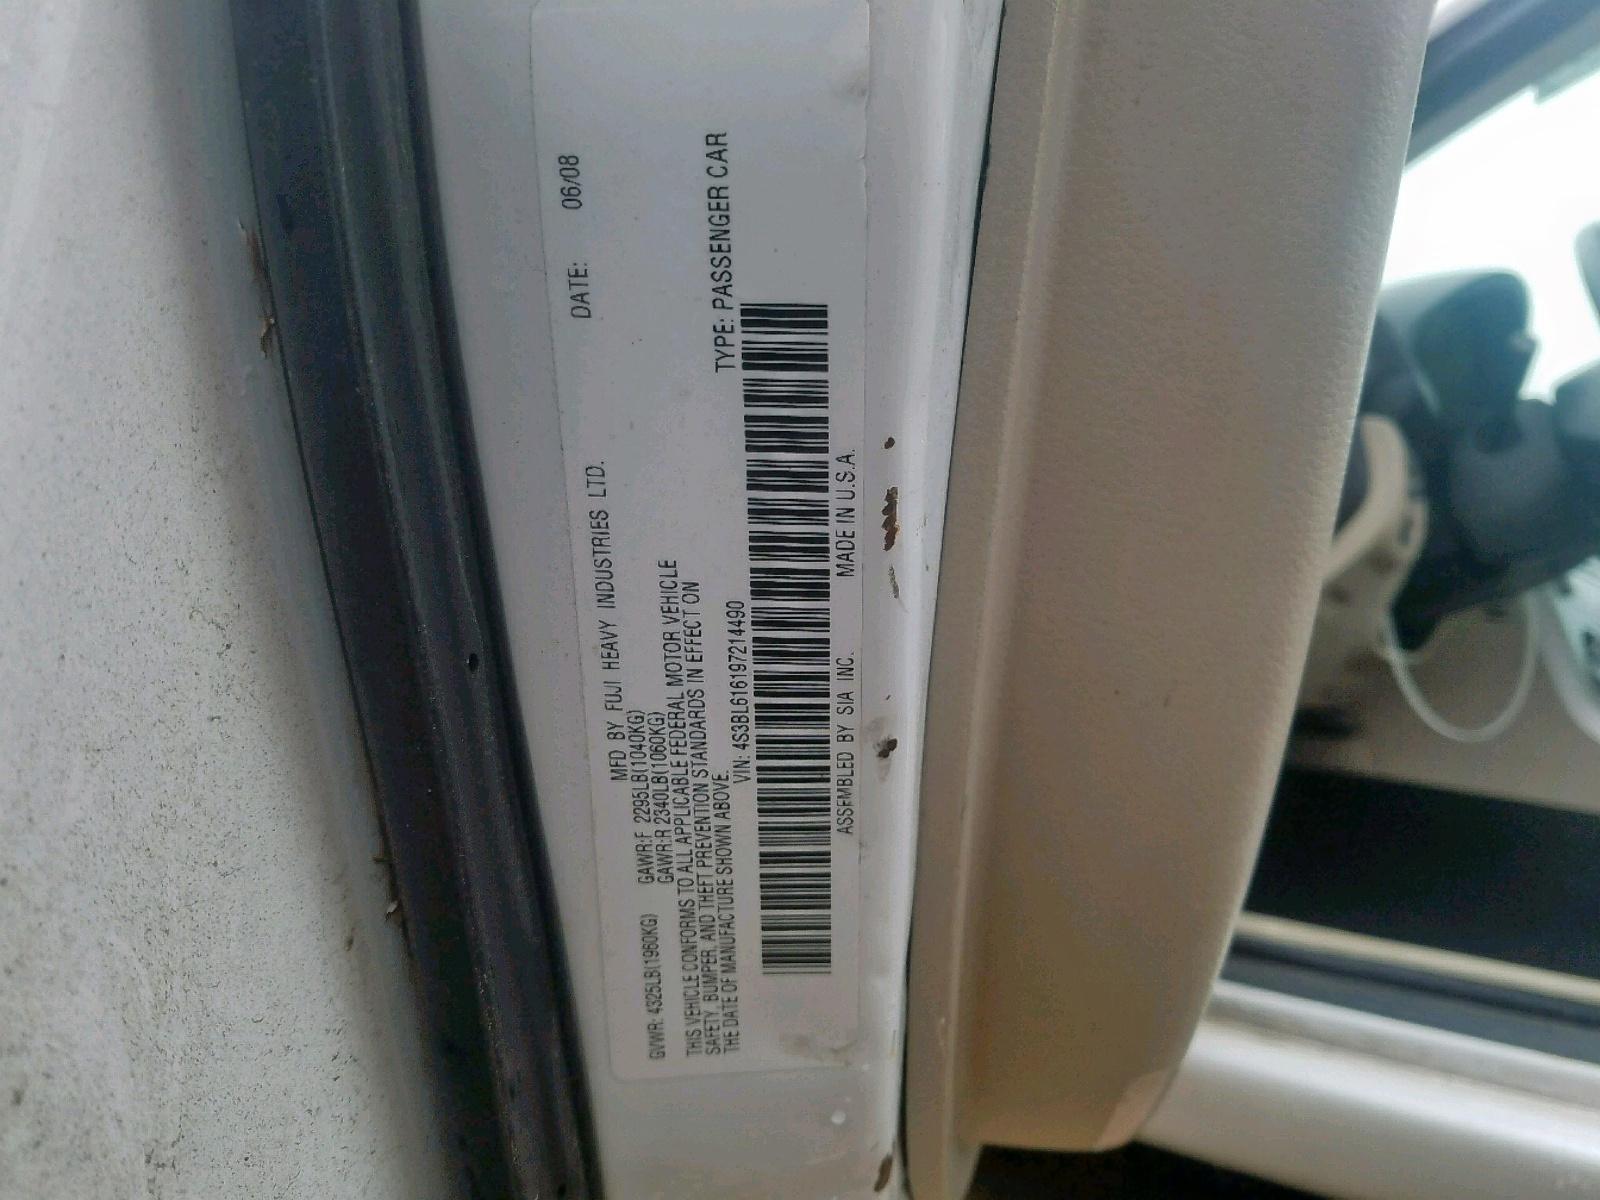 MFD BY FUJI HEAVY INDUSTRIES LTD. DATE: 06/08
GVWR: 4325LB(1960KG) GAWR:F 2295LB(1040KG)
GAWR:R 2340LB(1060KG)
THIS VEHICLE CONFORMS TO ALL APPLICABLE FEDERAL MOTOR VEHICLE
SAFETY, BUMPER, AND THEFT PREVENTION STANDARDS IN EFFECT ON
THE DATE OF MANUFACTURE SHOWN ABOVE.
VIN: 4S3BL616197214490 TYPE: PASSENGER CAR
ASSEMBLED BY SIA INC. MADE IN U.S.A.